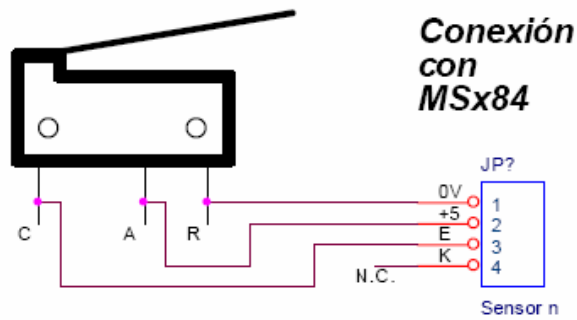 Conexión
con
MSx84
JP?
0V 1
+5 2
E 3
K 4
C A R
N.C.
Sensor n